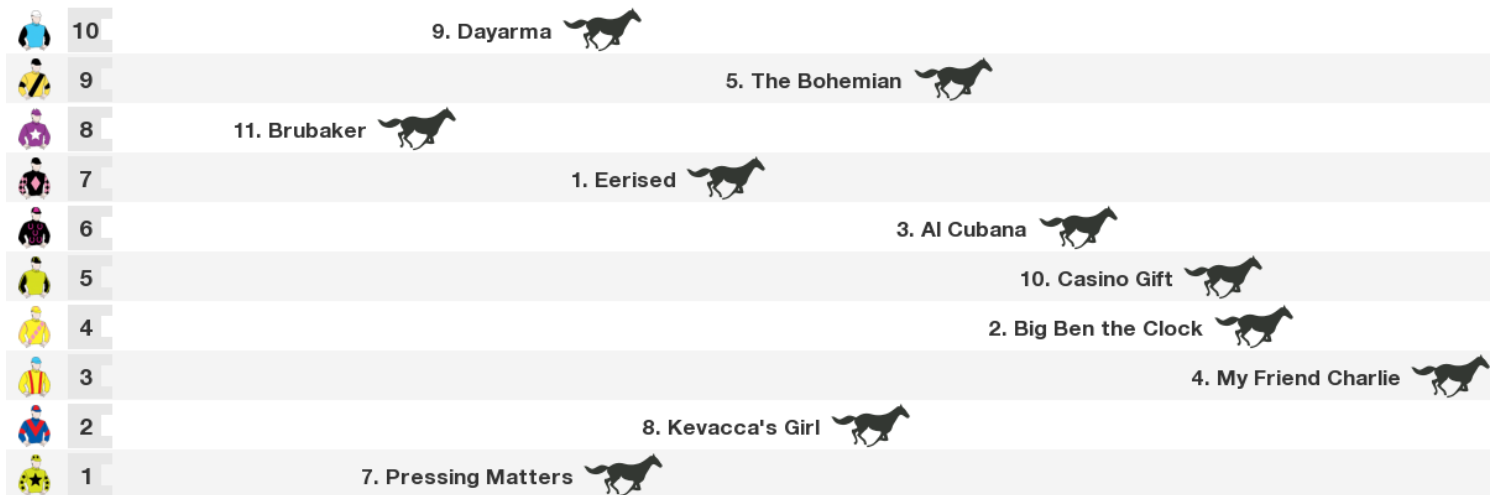 10 9. Dayarma
9 5. The Bohemian
8 11. Brubaker
7 1. Eerised
6 3. Al Cubana
5 10. Casino Gift
4 2. Big Ben the Clock
3 4. My Friend Charlie
2 8. Kevacca's Girl
1 7. Pressing Matters